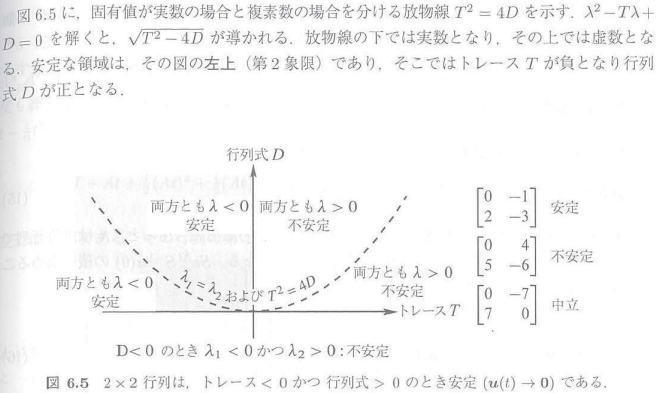 図 6.5 に，固有値が実数の場合と複素数の場合を分ける放物線 T² = 4D を示す．λ²−Tλ+
D = 0 を解くと，√(T² − 4D) が導かれる．放物線の下では実数となり，その上では虚数とな
る．安定な領域は，その図の左上（第 2 象限）であり，そこではトレース T が負となり行列
式 D が正となる．
行列式 D
両方とも λ < 0
安定
両方とも λ > 0
不安定
両方とも λ < 0
安定
λ₁ = λ₂ および T² = 4D
両方とも λ > 0
不安定
トレース T
D<0 のとき λ₁ < 0 かつ λ₂ > 0 : 不安定
[0 −1
2 −3] 安定
[0 4
5 −6] 不安定
[0 −7
7 0] 中立
図 6.5 2 × 2 行列は，トレース < 0 かつ 行列式 > 0 のとき安定 (u(t) → 0) である．